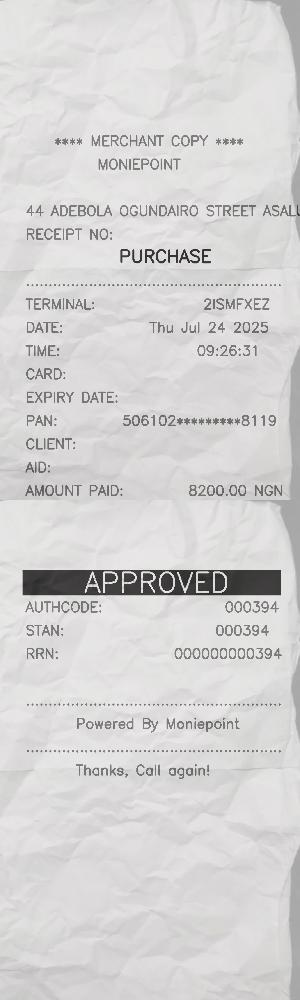 **** MERCHANT COPY ****
MONIEPOINT
44 ADEBOLA OGUNDAIRO STREET ASALU
RECEIPT NO:
PURCHASE
TERMINAL: 2ISMFXEZ
DATE: Thu Jul 24 2025
TIME: 09:26:31
CARD:
EXPIRY DATE:
PAN: 506102*********8119
CLIENT:
AID:
AMOUNT PAID: 8200.00 NGN
APPROVED
AUTHCODE: 000394
STAN: 000394
RRN: 000000000394
Powered By Moniepoint
Thanks, Call again!